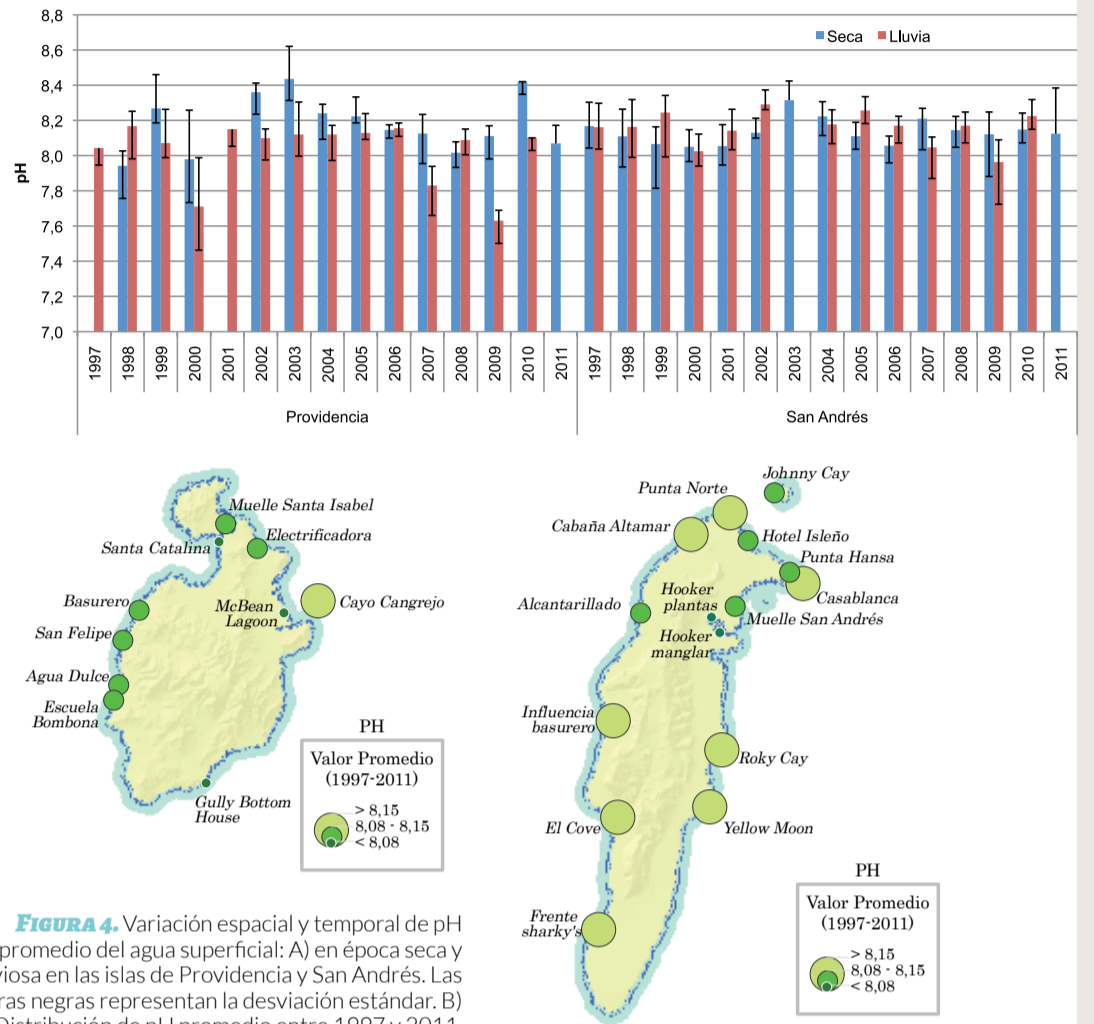 8,8
8,6
8,4
8,2
8,0
7,8
7,6
7,4
7,2
7,0
pH
Seca Lluvia
1997 1998 1999 2000 2001 2002 2003 2004 2005 2006 2007 2008 2009 2010 2011 1997 1998 1999 2000 2001 2002 2003 2004 2005 2006 2007 2008 2009 2010 2011
Providencia San Andrés
Muelle Santa Isabel
Electrificadora
Santa Catalina
Basurero
McBean
Lagoon
Cayo Cangrejo
San Felipe
Agua Dulce
Escuela
Bombona
Gully Bottom
House
PH
Valor Promedio
(1997-2011)
> 8,15
8,08 - 8,15
< 8,08
Johnny Cay
Punta Norte
Cabaña Altamar
Hotel Isleño
Punta Hansa
Casablanca
Hooker
plantas
Alcantarillado
Muelle San Andrés
Hooker
manglar
Influencia
basurero
Roky Cay
El Cove
Yellow Moon
Frente
sharky's
PH
Valor Promedio
(1997-2011)
> 8,15
8,08 - 8,15
< 8,08
FIGURA 4. Variación espacial y temporal de pH
promedio del agua superficial: A) en época seca y
viosa en las islas de Providencia y San Andrés. Las
ras negras representan la desviación estándar. B)
Distribución de pH promedio entre 1997 y 2011.